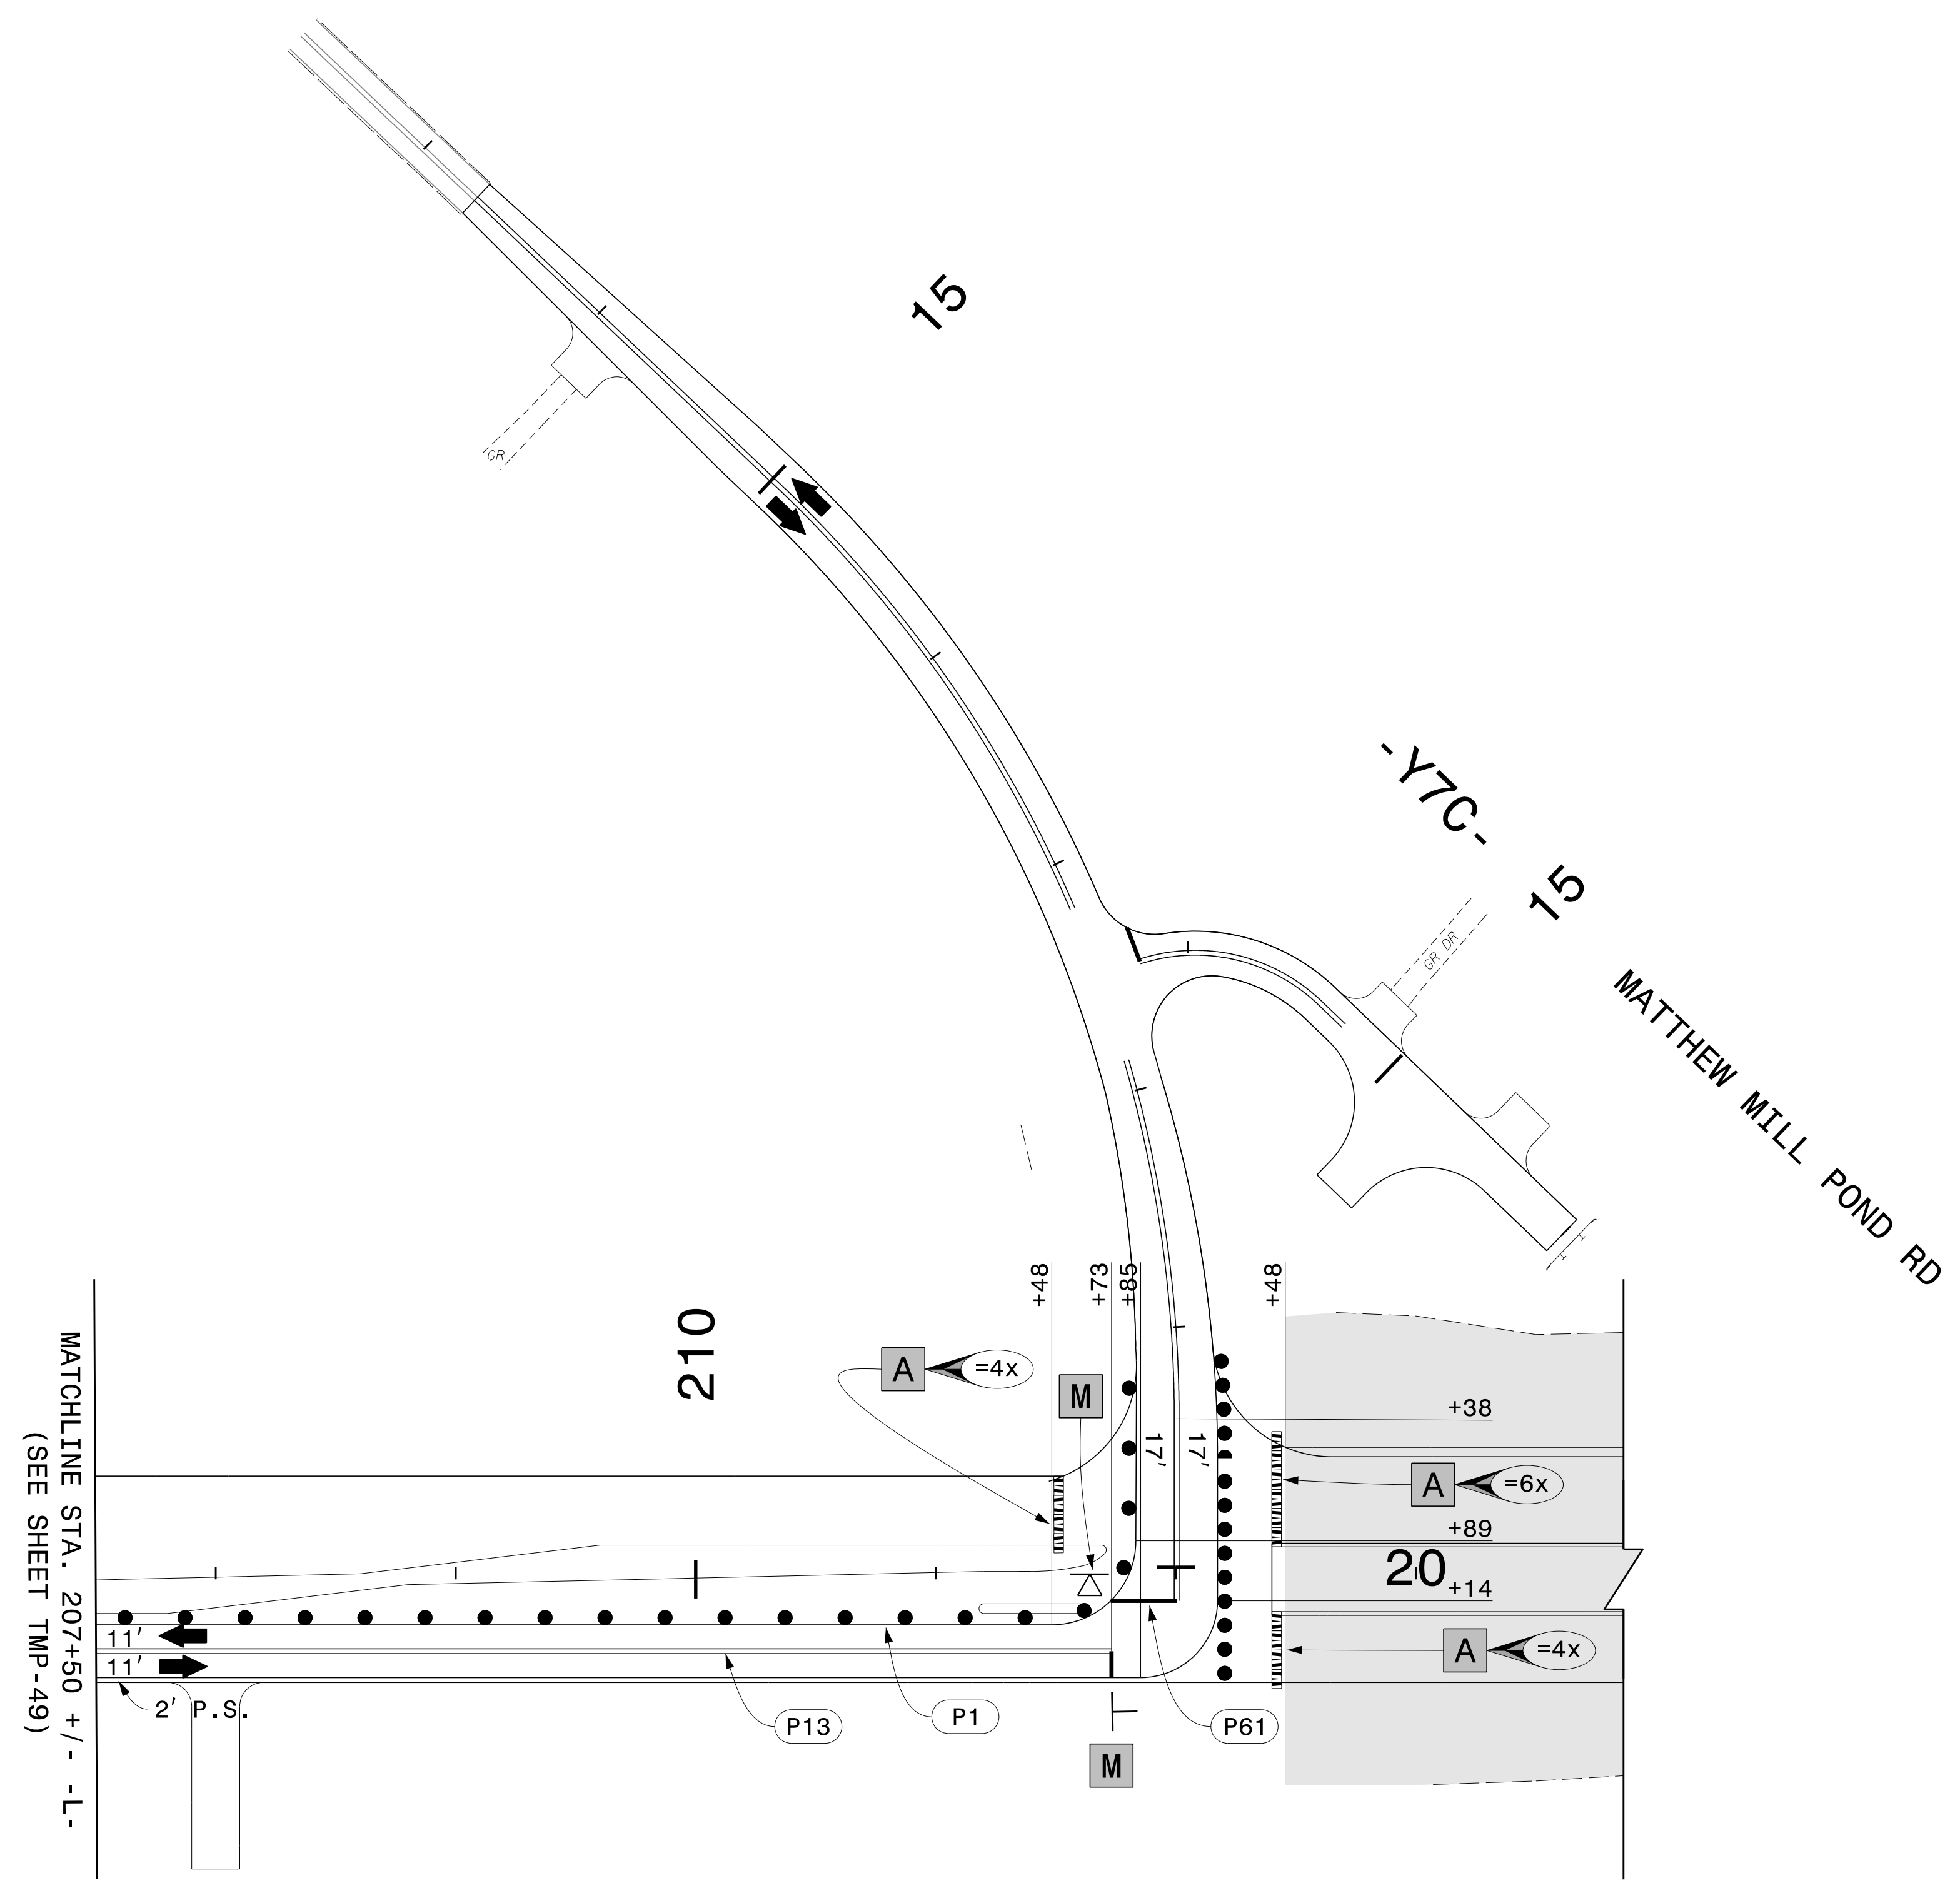 15
GR
-Y7C-
15
GR DR
MATTHEW MILL POND RD
+48
+73
+85
+48
210
A
=4x
M
+38
17'
17'
A
=6x
+89
20
+14
11'
11'
A
=4x
2' P.S.
P13
P1
P61
M
MATCHLINE STA. 207+50 +/- -L-
(SEE SHEET TMP-49)